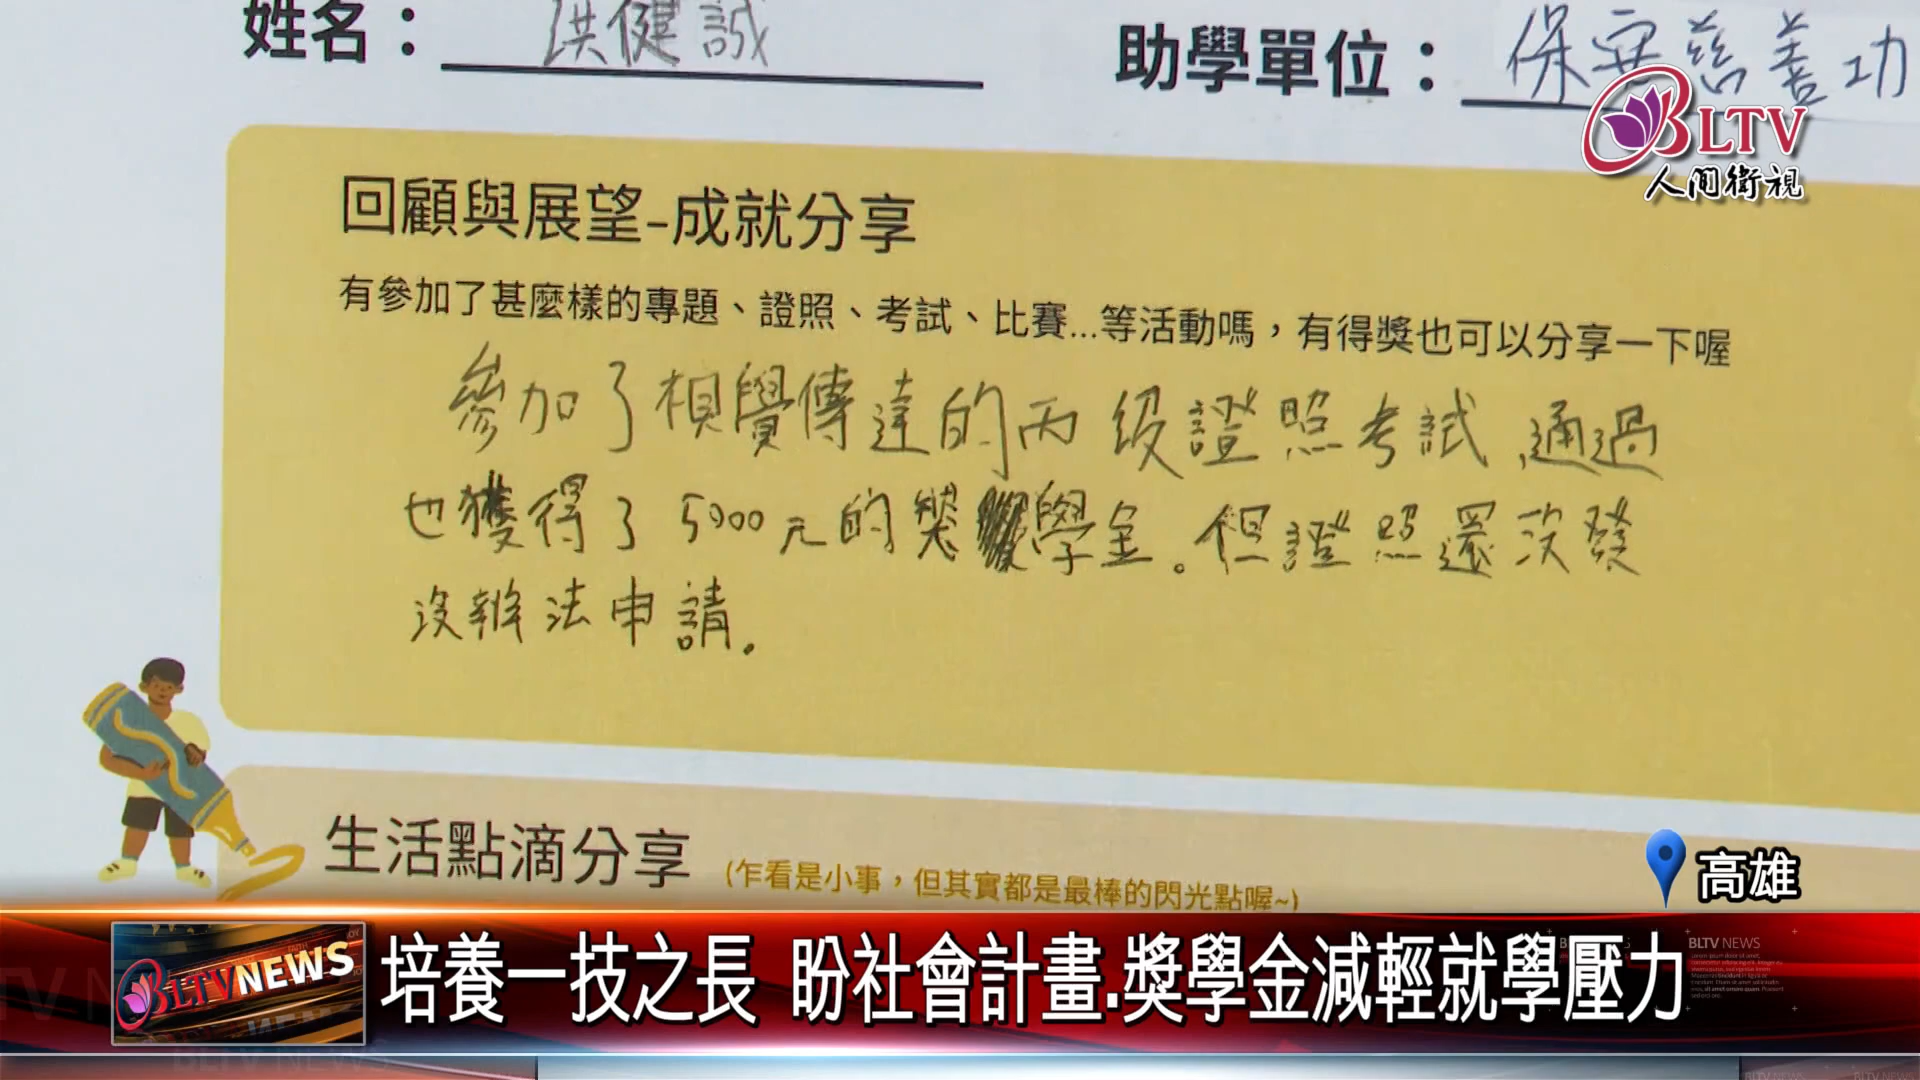 姓名：洪健誠
助學單位：保安慈善功
BLTV
人間衛視
回顧與展望-成就分享
有參加了甚麼樣的專題、證照、考試、比賽...等活動嗎，有得獎也可以分享一下喔
參加了視覺傳達的丙級證照考試,通過
也獲得了5000元的獎學金。但證照還沒發
沒辦法申請。
生活點滴分享 (乍看是小事，但其實都是最棒的閃光點喔~)
高雄
BLTV NEWS
培養一技之長 盼社會計畫.獎學金減輕就學壓力
BLTV NEWS